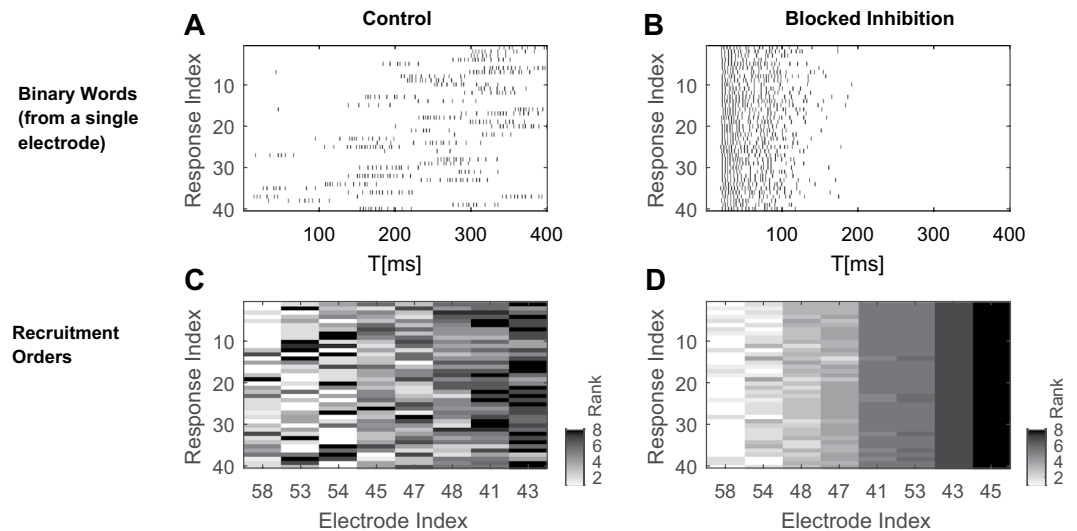 A
Control
B
Blocked Inhibition
Binary Words
(from a single
electrode)
Response Index
10
20
30
40
100
200
300
400
T[ms]
Response Index
10
20
30
40
100
200
300
400
T[ms]
C
D
Recruitment
Orders
Response Index
10
20
30
40
58
53
54
45
47
48
41
43
Electrode Index
Rank
8
6
4
2
Response Index
10
20
30
40
58
54
48
47
41
53
43
45
Electrode Index
Rank
8
6
4
2